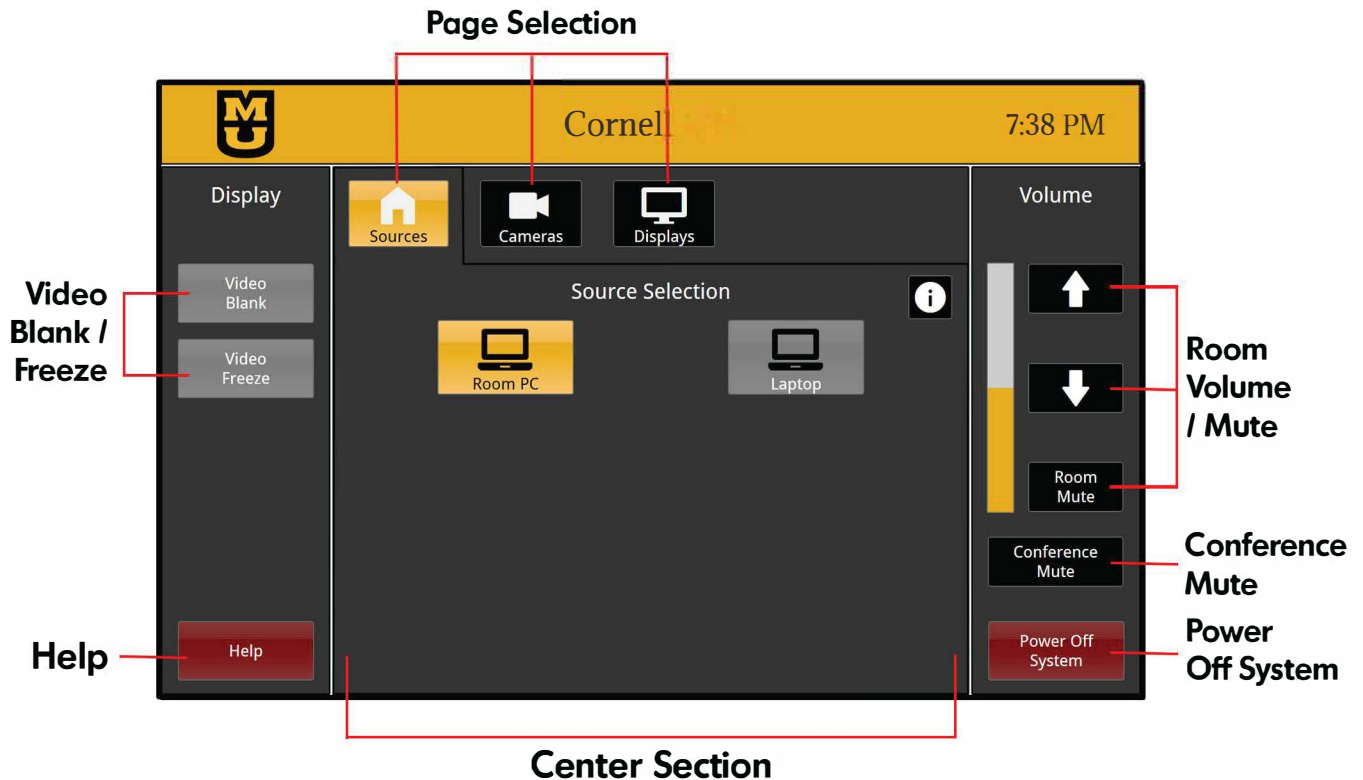 Page Selection
MU
Cornell
7:38 PM
Display
Sources
Cameras
Displays
Volume
Video
Blank /
Freeze
Video
Blank
Video
Freeze
Source Selection
i
Room PC
Laptop
Room
Volume
/ Mute
Room
Mute
Conference
Mute
Conference
Mute
Help
Help
Power Off
System
Power
Off System
Center Section